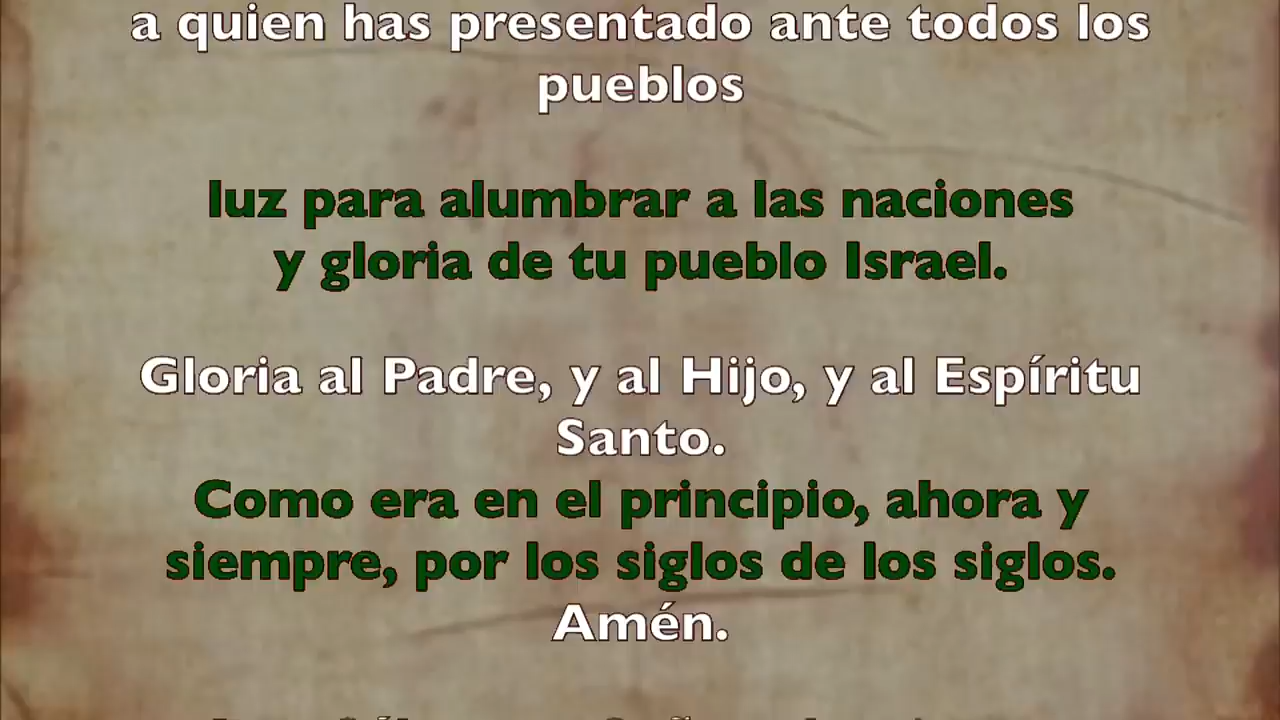 a quien has presentado ante todos los
pueblos
luz para alumbrar a las naciones
y gloria de tu pueblo Israel.
Gloria al Padre, y al Hijo, y al Espíritu
Santo.
Como era en el principio, ahora y
siempre, por los siglos de los siglos.
Amén.